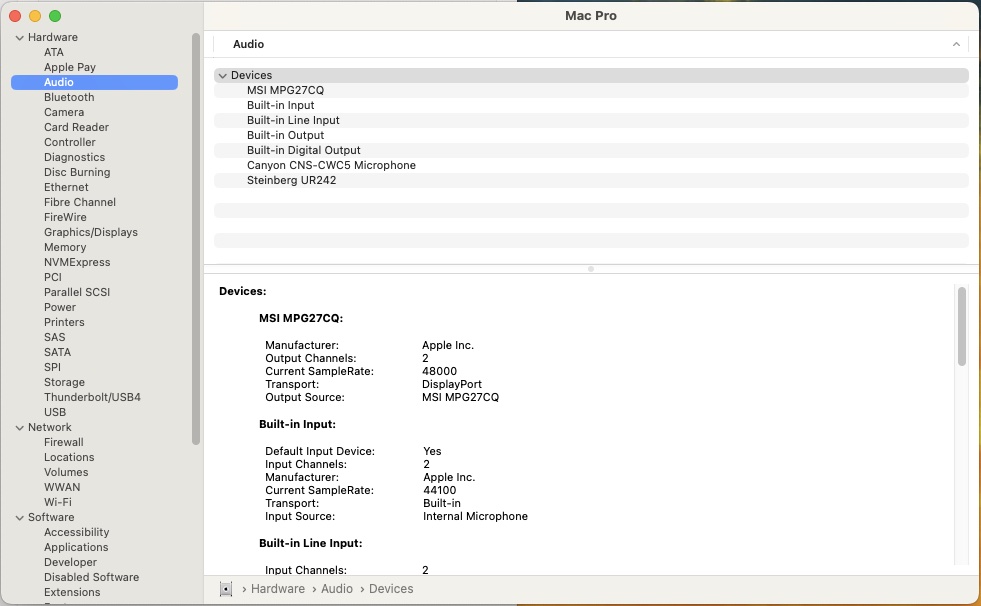 Mac Pro
Hardware
ATA
Apple Pay
Audio
Bluetooth
Camera
Card Reader
Controller
Diagnostics
Disc Burning
Ethernet
Fibre Channel
FireWire
Graphics/Displays
Memory
NVMExpress
PCI
Parallel SCSI
Power
Printers
SAS
SATA
SPI
Storage
Thunderbolt/USB4
USB
Network
Firewall
Locations
Volumes
WWAN
Wi-Fi
Software
Accessibility
Applications
Developer
Disabled Software
Extensions
Audio
Devices
MSI MPG27CQ
Built-in Input
Built-in Line Input
Built-in Output
Built-in Digital Output
Canyon CNS-CWC5 Microphone
Steinberg UR242
Devices:
MSI MPG27CQ:
Manufacturer: Apple Inc.
Output Channels: 2
Current SampleRate: 48000
Transport: DisplayPort
Output Source: MSI MPG27CQ
Built-in Input:
Default Input Device: Yes
Input Channels: 2
Manufacturer: Apple Inc.
Current SampleRate: 44100
Transport: Built-in
Input Source: Internal Microphone
Built-in Line Input:
Input Channels: 2
› Hardware › Audio › Devices